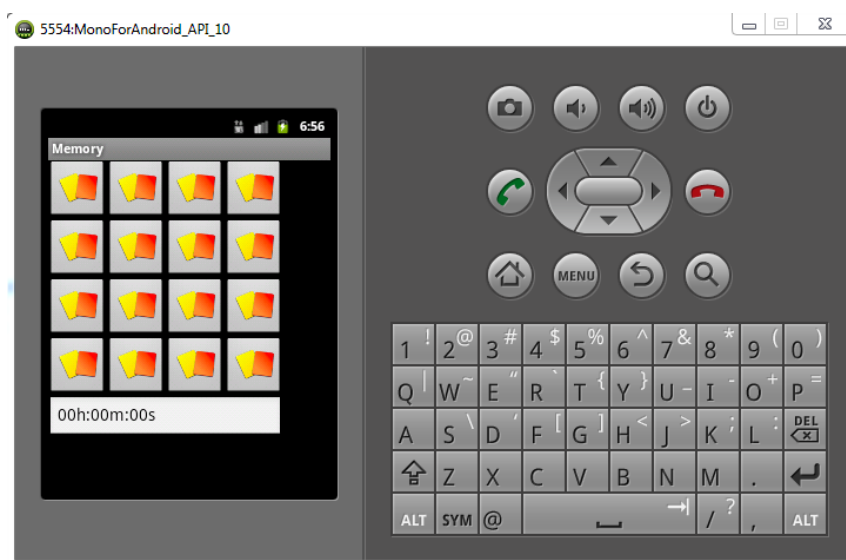 5554:MonoForAndroid_API_10
6:56
Memory
00h:00m:00s
MENU
1 ! 2 @ 3 # 4 $ 5 % 6 ^ 7 & 8 * 9 ( 0 )
Q | W ~ E " R ` T { Y } U - I - O + P =
A S \ D ' F [ G ] H < J > K ; L : DEL
Z X C V B N M .
ALT SYM @ / ? , ALT